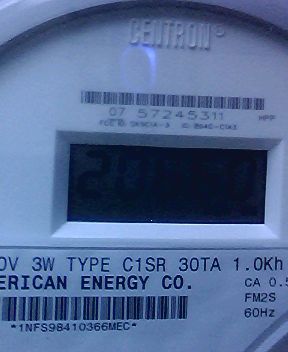 CENTRON®
07 57245311
HPP
0V 3W TYPE C1SR 30TA 1.0Kh
ERICAN ENERGY CO.
CA 0.5
FM2S
60Hz
*1NFS98410366MEC*